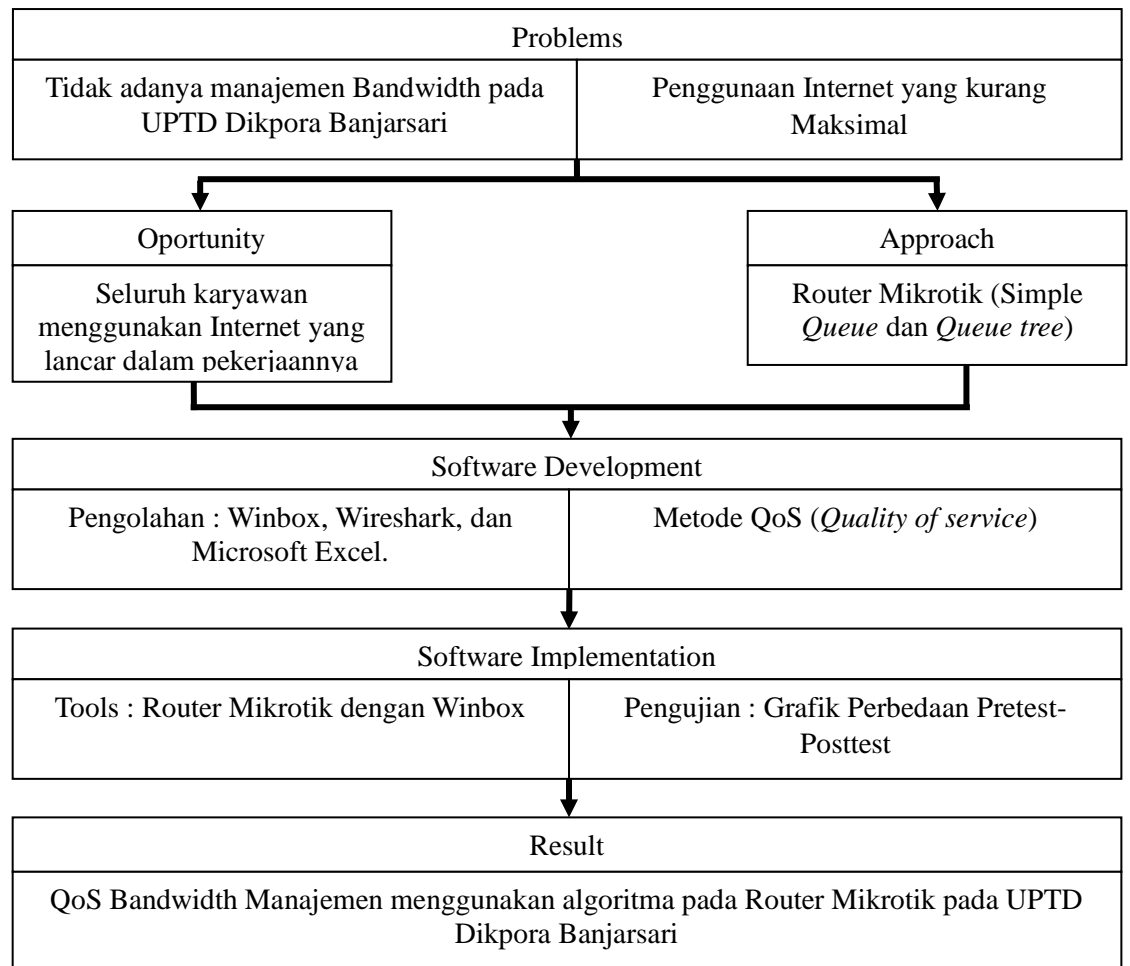 Problems
Tidak adanya manajemen Bandwidth pada
UPTD Dikpora Banjarsari
Penggunaan Internet yang kurang
Maksimal
Oportunity
Seluruh karyawan
menggunakan Internet yang
lancar dalam pekerjaannya
Approach
Router Mikrotik (Simple
Queue dan Queue tree)
Software Development
Pengolahan : Winbox, Wireshark, dan
Microsoft Excel.
Metode QoS (Quality of service)
Software Implementation
Tools : Router Mikrotik dengan Winbox
Pengujian : Grafik Perbedaan Pretest-
Posttest
Result
QoS Bandwidth Manajemen menggunakan algoritma pada Router Mikrotik pada UPTD
Dikpora Banjarsari